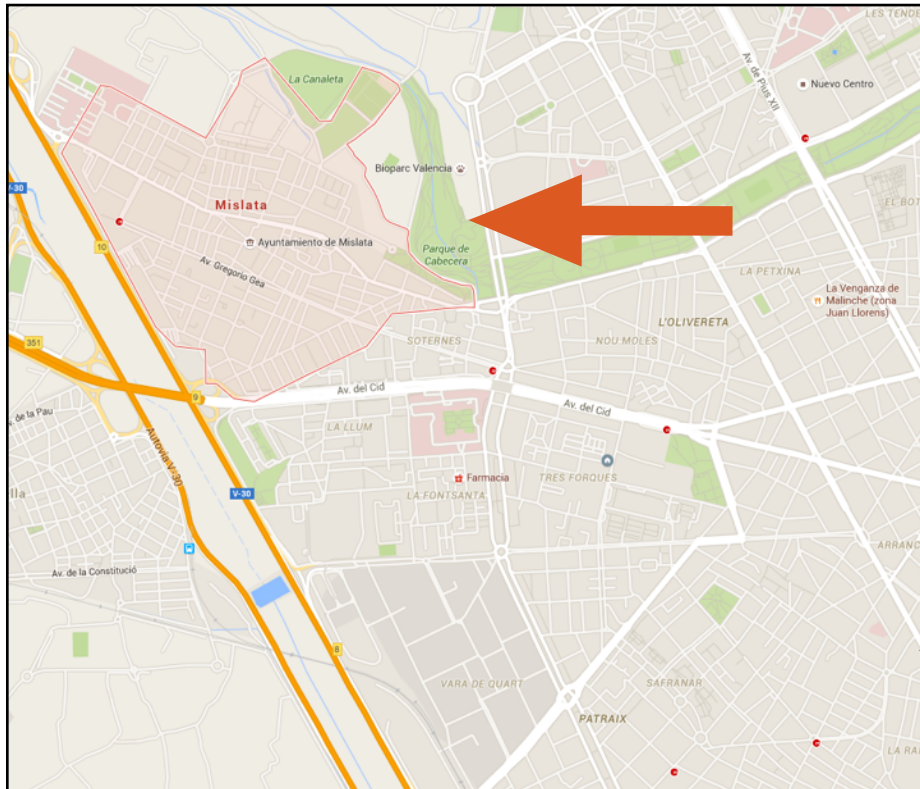 LES TENDE
Av. de Pius XII
Nuevo Centro
La Canaleta
Bioparc Valencia
V-30
Mislata
EL BOT
10
Ayuntamiento de Mislata
Parque de
Cabecera
Av. Gregorio Gea
LA PETXINA
La Venganza de
Malinche (zona
Juan Llorens)
L'OLIVERETA
351
SOTERNES
NOU MOLES
9
Av. del Cid
Av. del Cid
v. de la Pau
LA LLUM
Autovía V-30
Farmacia
TRES FORQUES
lla
V-30
LA FONTSANTA
ARRANC
Av. de la Constitució
8
VARA DE QUART
SAFRANAR
PATRAIX
LA RA